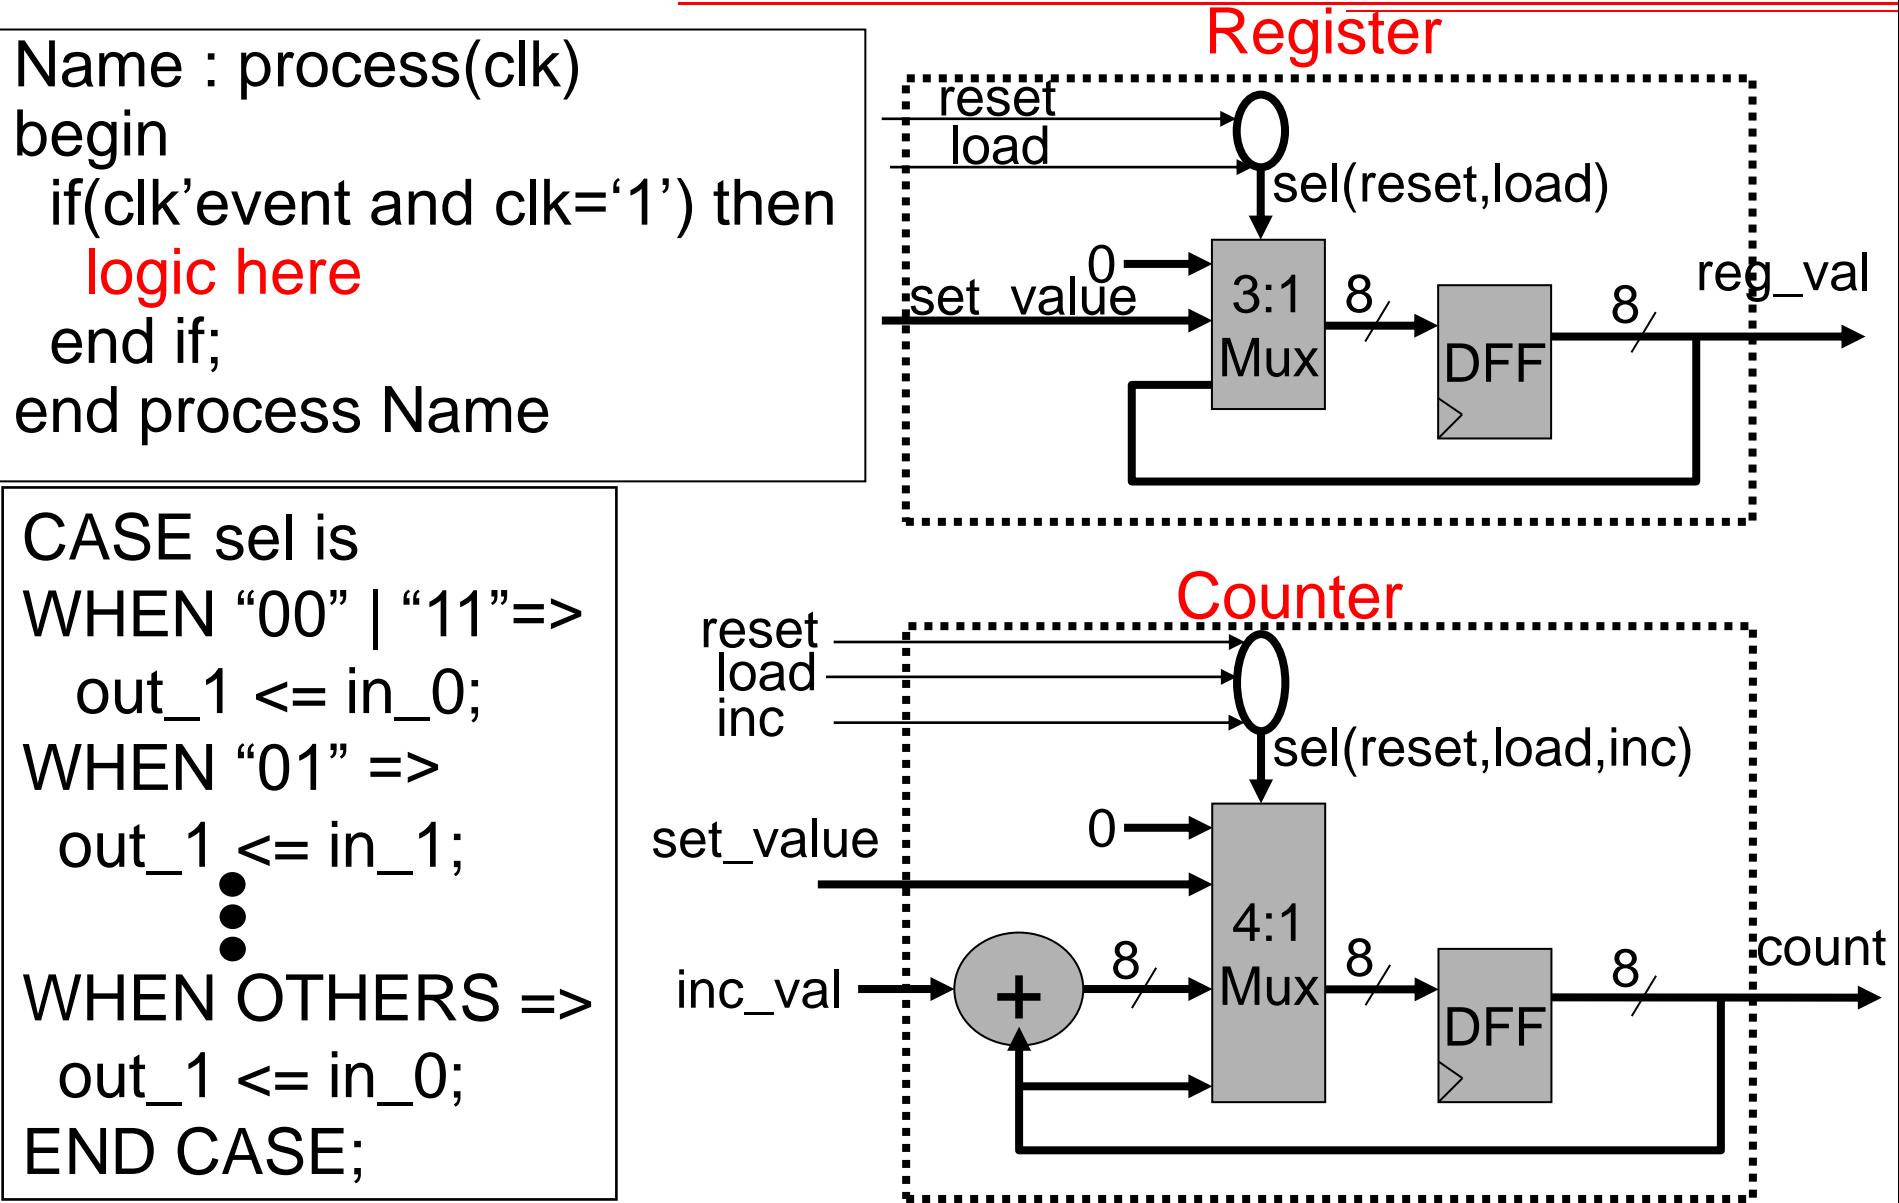 Name : process(clk)
begin
if(clk’event and clk=‘1’) then
logic here
end if;
end process Name
CASE sel is
WHEN “00” | “11”=>
out_1 <= in_0;
WHEN “01” =>
out_1 <= in_1;
WHEN OTHERS =>
out_1 <= in_0;
END CASE;
Register
reset
load
sel(reset,load)
0
set_value
3:1
Mux
8
DFF
8
reg_val
Counter
reset
load
inc
sel(reset,load,inc)
0
set_value
inc_val
+
8
4:1
Mux
8
DFF
8
count